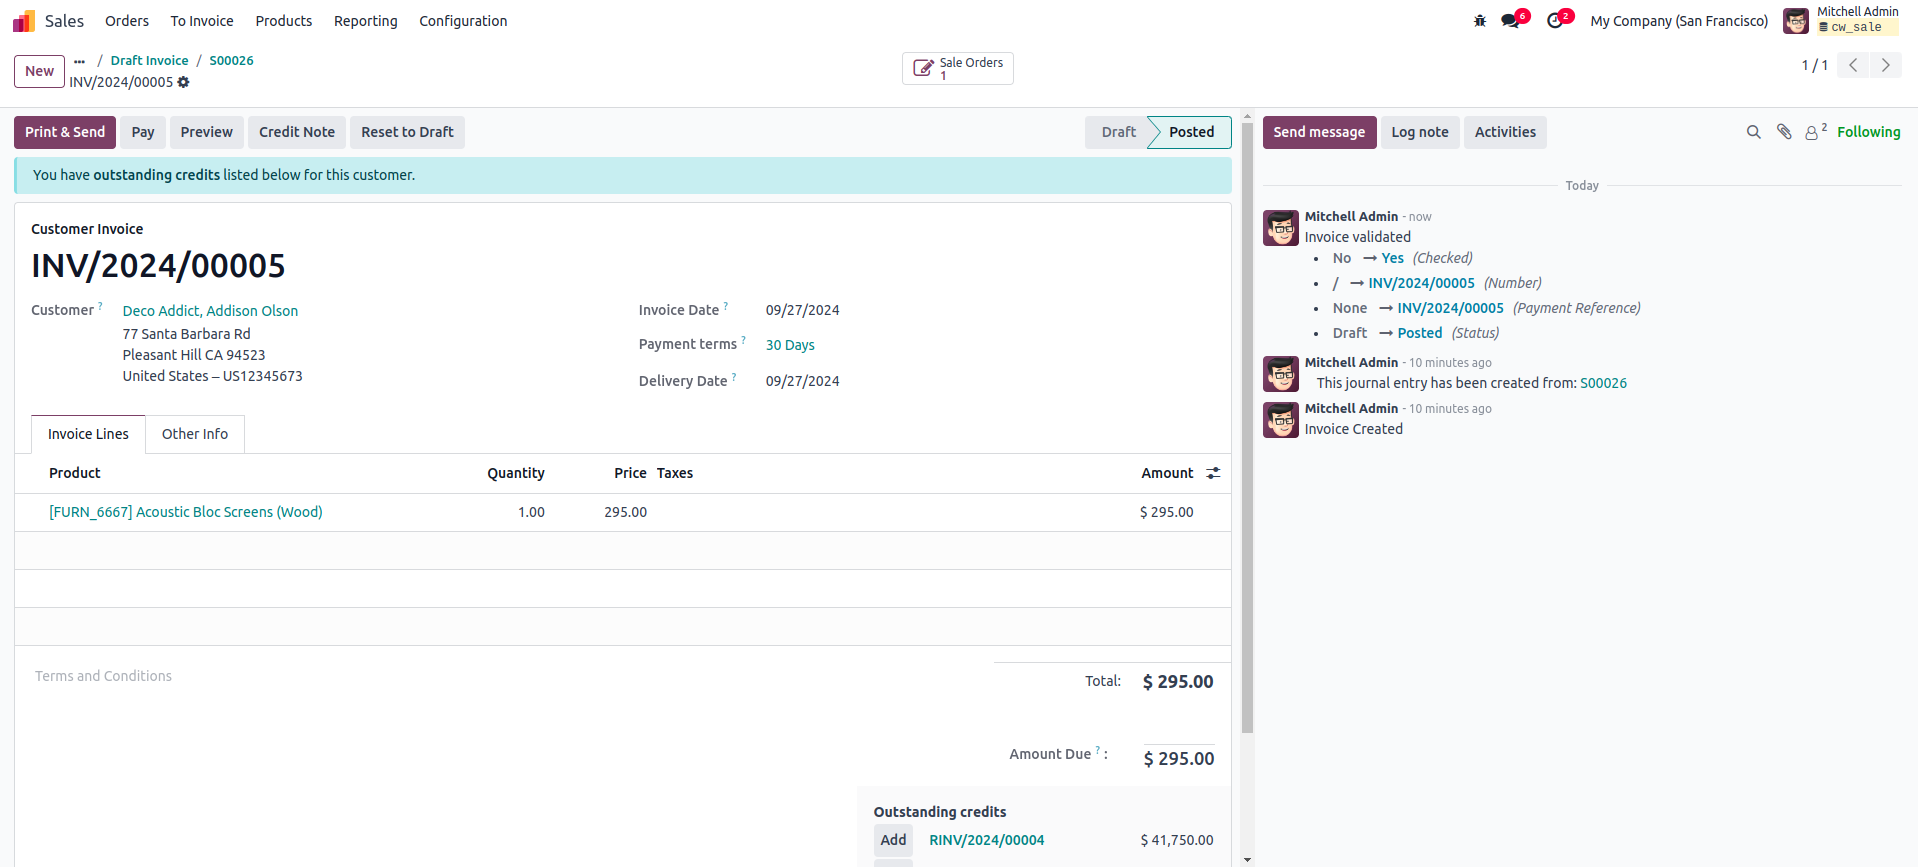 Sales Orders To Invoice Products Reporting Configuration
6 2 My Company (San Francisco) Mitchell Admin
cw_sale
New ... / Draft Invoice / S00026
INV/2024/00005
Sale Orders
1
1 / 1
Print & Send Pay Preview Credit Note Reset to Draft Draft Posted
You have outstanding credits listed below for this customer.
Customer Invoice
INV/2024/00005
Customer ? Deco Addict, Addison Olson
77 Santa Barbara Rd
Pleasant Hill CA 94523
United States – US12345673
Invoice Date ? 09/27/2024
Payment terms ? 30 Days
Delivery Date ? 09/27/2024
Invoice Lines Other Info
Product Quantity Price Taxes Amount
[FURN_6667] Acoustic Bloc Screens (Wood) 1.00 295.00 $ 295.00
Terms and Conditions
Total: $ 295.00
Amount Due ? : $ 295.00
Outstanding credits
Add RINV/2024/00004 $ 41,750.00
Send message Log note Activities 2 Following
Today
Mitchell Admin - now
Invoice validated
• No → Yes (Checked)
• / → INV/2024/00005 (Number)
• None → INV/2024/00005 (Payment Reference)
• Draft → Posted (Status)
Mitchell Admin - 10 minutes ago
This journal entry has been created from: S00026
Mitchell Admin - 10 minutes ago
Invoice Created